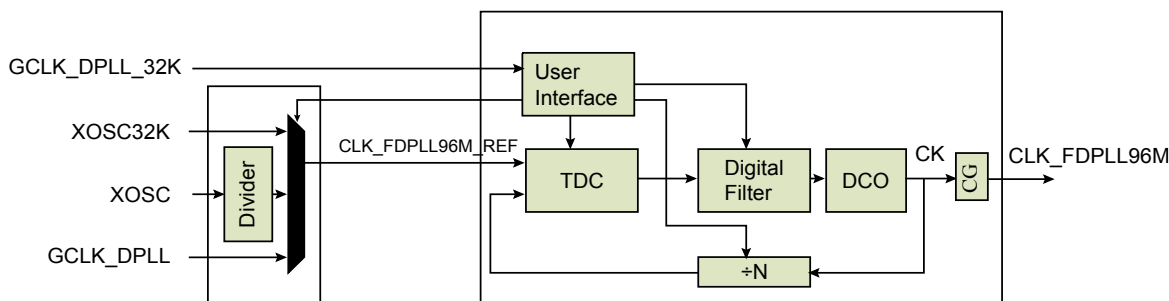 GCLK_DPLL_32K
User
Interface
XOSC32K
CLK_FDPLL96M_REF
CK
CLK_FDPLL96M
Divider
TDC
Digital
Filter
DCO
CG
XOSC
GCLK_DPLL
÷N